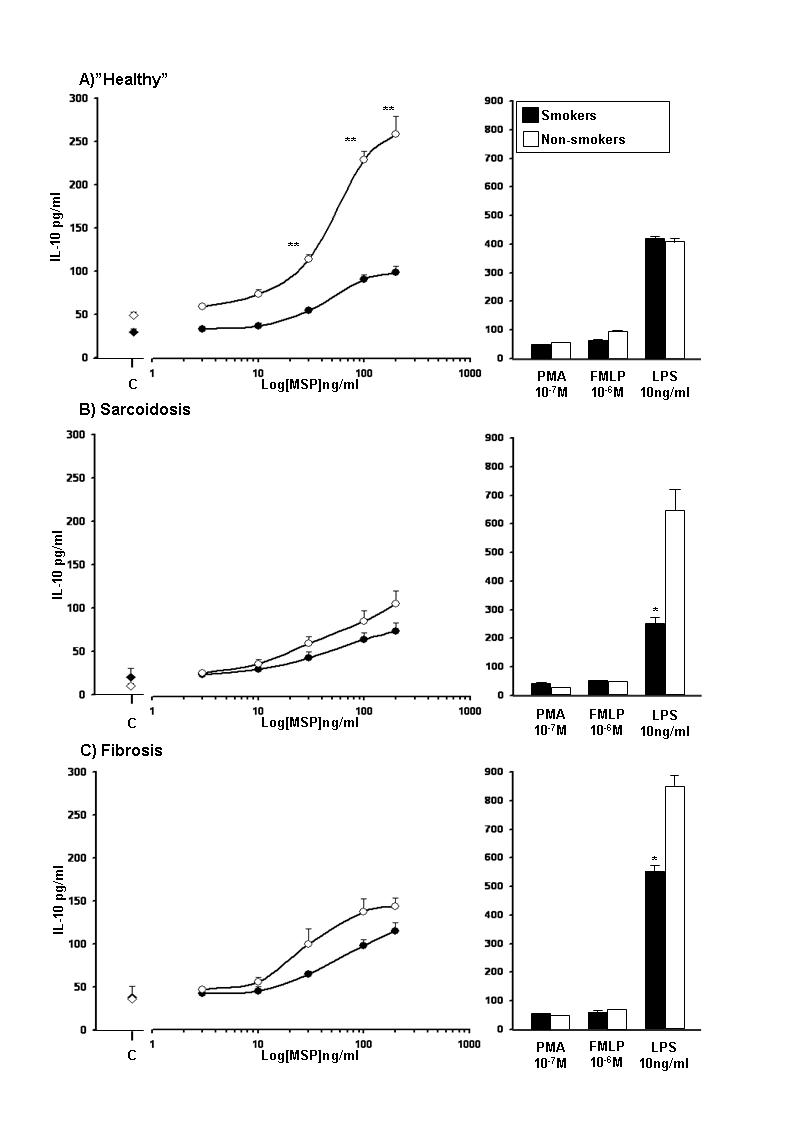 A)"Healthy"
300
250
200
150
100
50
0
IL-10 pg/ml
**
**
**
C
1
10
100
1000
Log[MSP]ng/ml
900
800
700
600
500
400
300
200
100
0
Smokers
Non-smokers
PMA
10-7M
FMLP
10-6M
LPS
10ng/ml
B) Sarcoidosis
300
250
200
150
100
50
0
IL-10 pg/ml
C
1
10
100
1000
Log[MSP]ng/ml
900
800
700
600
500
400
300
200
100
0
*
PMA
10-7M
FMLP
10-6M
LPS
10ng/ml
C) Fibrosis
300
250
200
150
100
50
0
IL-10 pg/ml
C
1
10
100
1000
Log[MSP]ng/ml
900
800
700
600
500
400
300
200
100
0
*
PMA
10-7M
FMLP
10-6M
LPS
10ng/ml